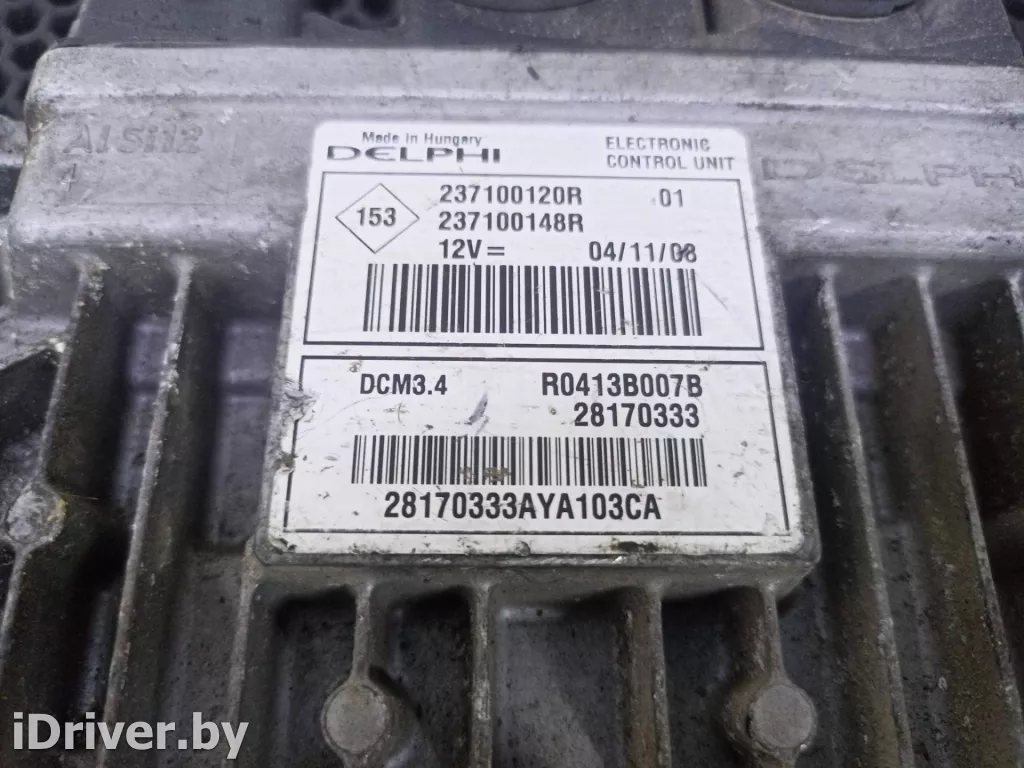 AlSi12
1
Made in Hungary
DELPHI
ELECTRONIC
CONTROL UNIT
DELPHI
153
237100120R 01
237100148R
12V= 04/11/08
DCM3.4 R0413B007B
28170333
28170333AYA103CA
iDriver.by